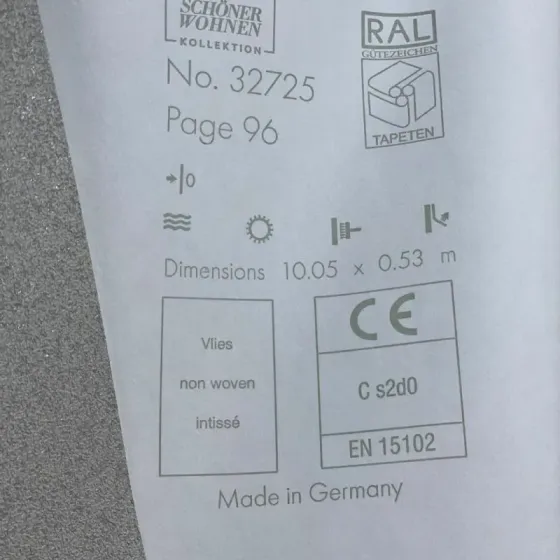 SCHÖNER
WOHNEN
KOLLEKTION
No. 32725
Page 96
RAL
GÜTEZEICHEN
TAPETEN
0
Dimensions 10.05 x 0.53 m
Vlies
non woven
intissé
CE
C s2d0
EN 15102
Made in Germany